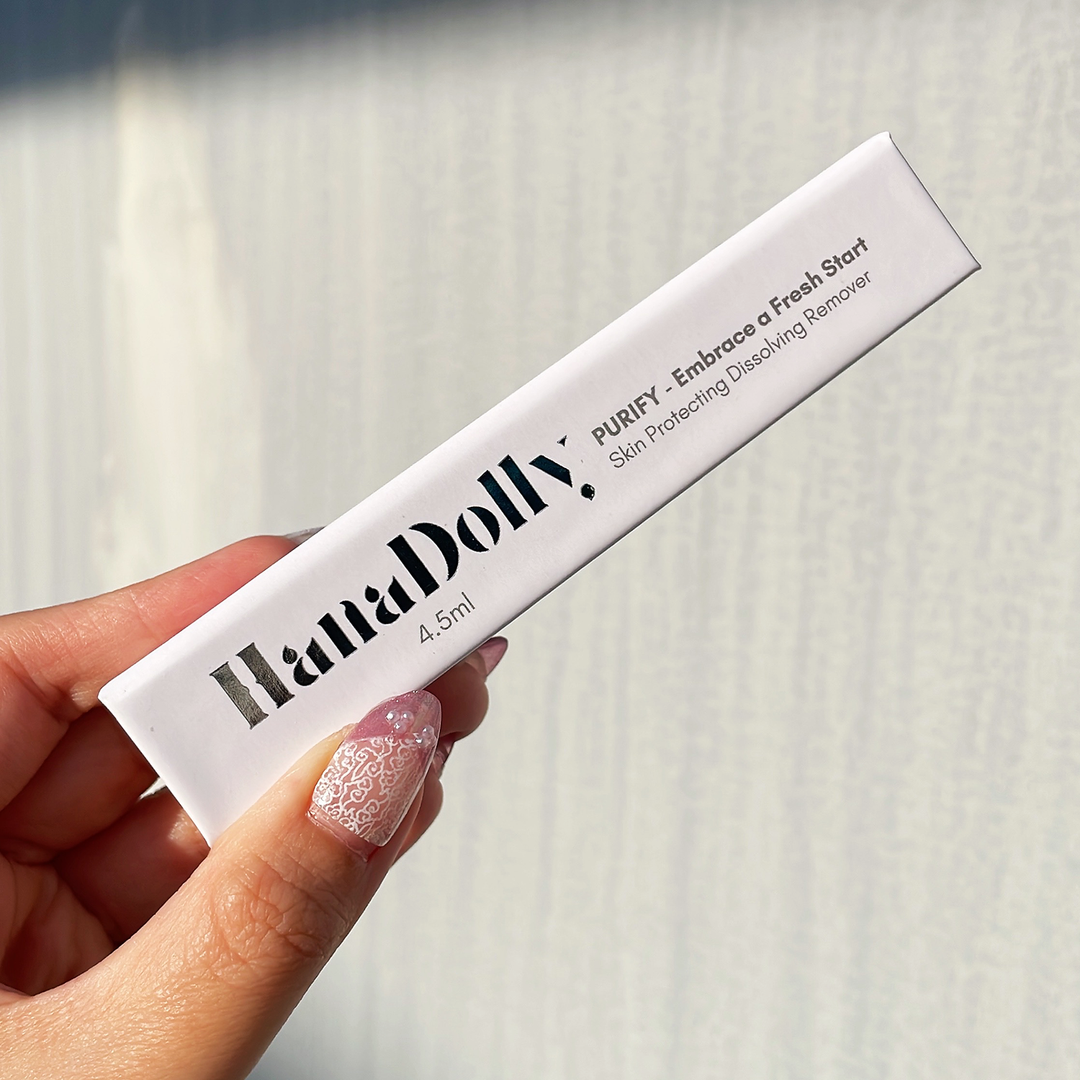 HanaDolly
4.5ml
PURIFY - Embrace a Fresh Start
Skin Protecting Dissolving Remover